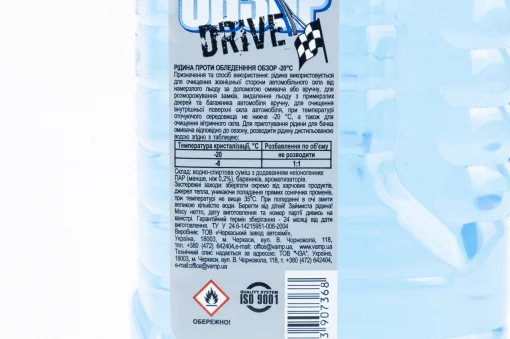 ОБЗОР
DRIVE
РІДИНА ПРОТИ ОБЛЕДЕНІННЯ ОБЗОР -20°С
Призначення та спосіб використання: рідина використовується
для очищення зовнішньої сторони автомобільного скла від
намерзлого льоду за допомогою омивача або вручну, для
розморожування замків, видалення льоду з примерзлих
дверей та багажника автомобіля вручну, для очищення
внутрішньої поверхні скла автомобіля, при температурі
оточуючого середовища не нижче -20 °С, а також для
очищення вітринного скла. Для приготування рідини для бачка
омивача відповідно до сезону, розводити рідину дистильованою
водою згідно з таблицею:
Температура кристалізації, °С Розбавлення по об'єму
-20 не розводити
-6 1:1
Склад: водно-спиртова суміш з додаванням неіоногенних
ПАР (менше, ніж 0,2%), барвників, ароматизаторів.
Застережні заходи: зберігати окремо від харчових продуктів,
джерел тепла, уникаючи попадання прямих сонячних променів,
при температурі не вище 35°С. При попаданні в очі змити
великою кількістю води. Берегти від дітей! Займиста рідина!
Масу нетто, дату виготовлення та номер партії дивись на
каністрі. Гарантійний термін зберігання - 24 місяці від дати
виготовлення. ТУ У 24.6-14215951-006-2004
Виробник: ТОВ «Черкаський завод автохімії»,
Україна, 18003, м. Черкаси, вул. В. Чорновола, 118,
т. +380 (472) 642404, e-mail:office@vamp.ua
Технічний опис надається за адресою: ТОВ "ЧЗА", Україна,
18003, м. Черкаси, вул. В. Чорновола, 118, т. +380 (472) 642404,
e-mail:office@vamp.ua
ОБЕРЕЖНО!
QUALITY SYSTEM
ISO 9001
3907368